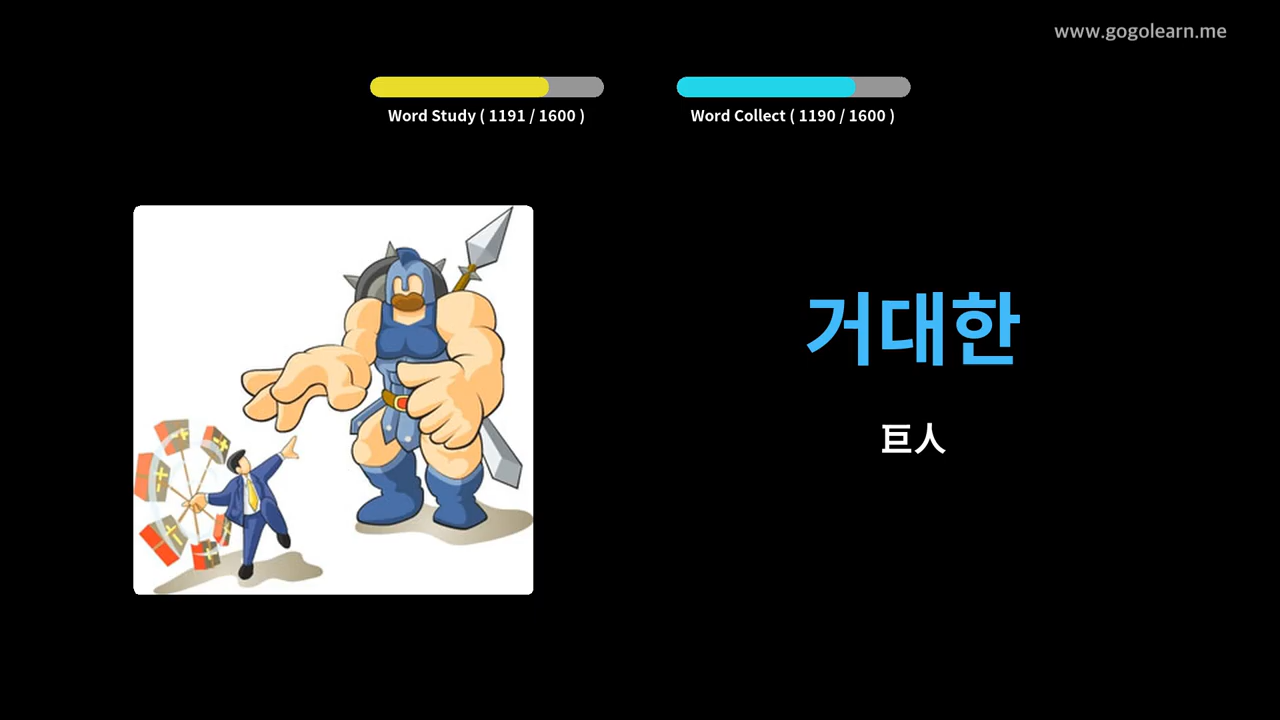 www.gogolearn.me
Word Study ( 1191 / 1600 )
Word Collect ( 1190 / 1600 )
거대한
巨人